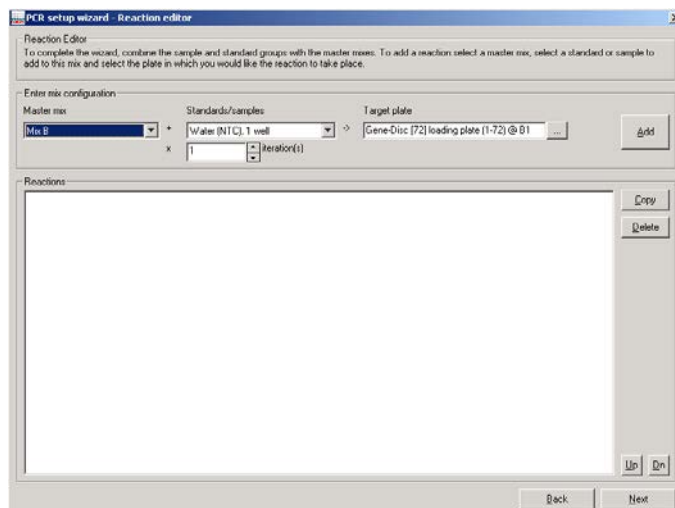 PCR setup wizard - Reaction editor
Reaction Editor
To complete the wizard, combine the sample and standard groups with the master mixes. To add a reaction select a master mix, select a standard or sample to
add to this mix and select the plate in which you would like the reaction to take place.
Enter mix configuration
Master mix Standards/samples Target plate
Mix B + Water (NTC), 1 well -> Gene-Disc [72] loading plate (1-72) @ B1 ... Add
x 1 iteration(s)
Reactions
Copy
Delete
Up Dn
Back Next